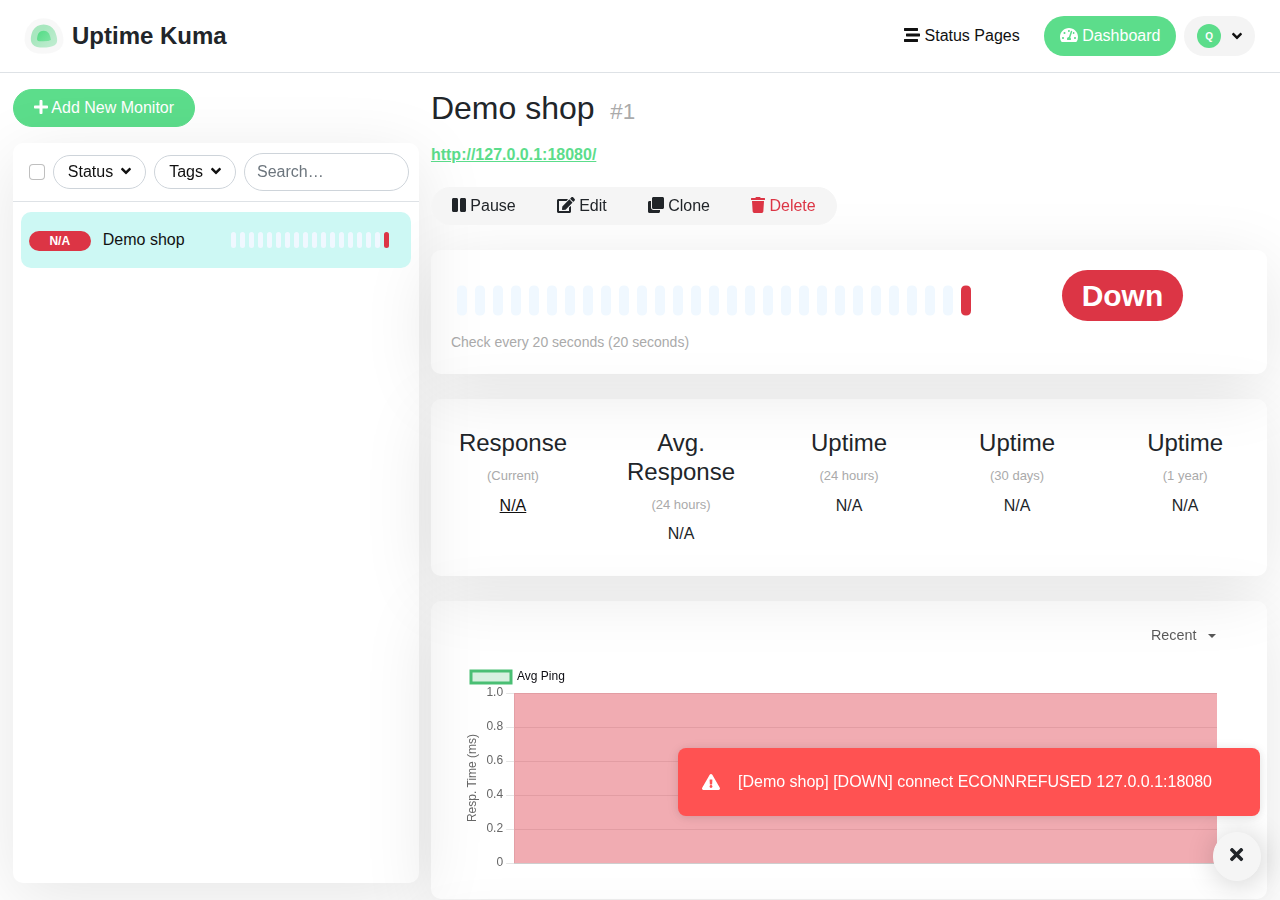 Uptime Kuma
Status Pages
Dashboard
Q
Add New Monitor
Status
Tags
Search…
N/A
Demo shop
Demo shop #1
http://127.0.0.1:18080/
Pause
Edit
Clone
Delete
Down
Check every 20 seconds (20 seconds)
Response
(Current)
N/A
Avg.
Response
(24 hours)
N/A
Uptime
(24 hours)
N/A
Uptime
(30 days)
N/A
Uptime
(1 year)
N/A
Recent
Avg Ping
Resp. Time (ms)
1.0
0.8
0.6
0.4
0.2
0
[Demo shop] [DOWN] connect ECONNREFUSED 127.0.0.1:18080